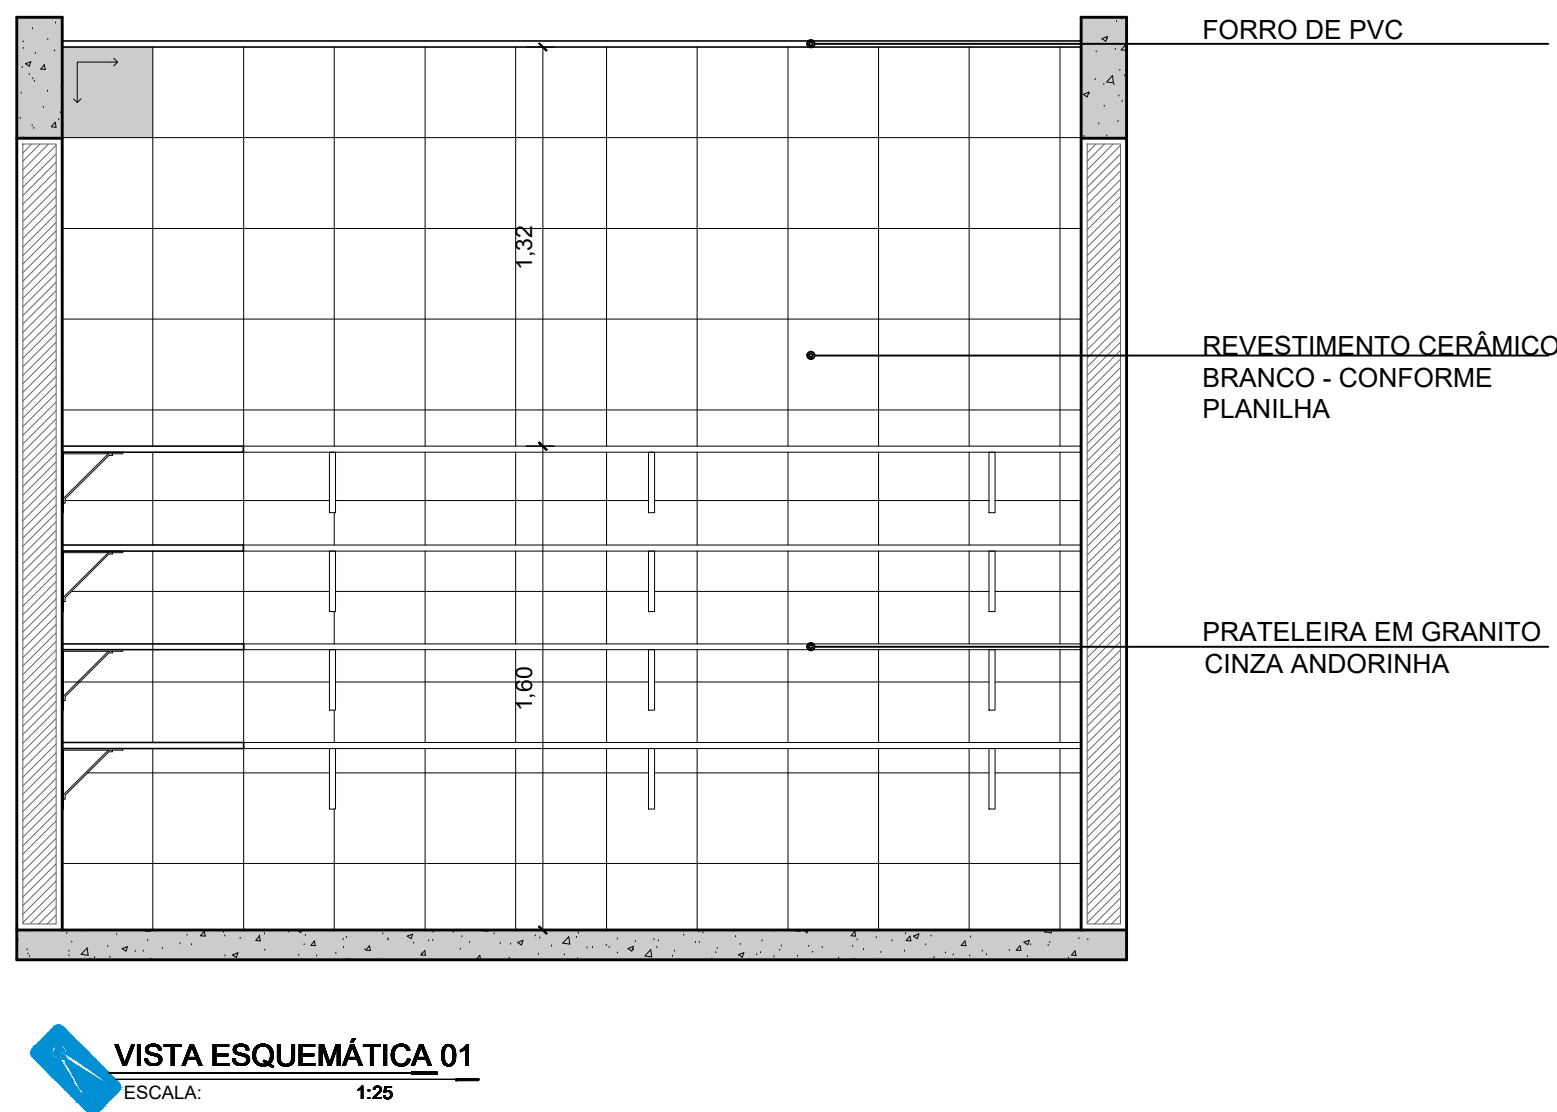 FORRO DE PVC
1,32
REVESTIMENTO CERÂMICO
BRANCO - CONFORME
PLANILHA
PRATELEIRA EM GRANITO
CINZA ANDORINHA
1,60
VISTA ESQUEMÁTICA 01
ESCALA: 1:25